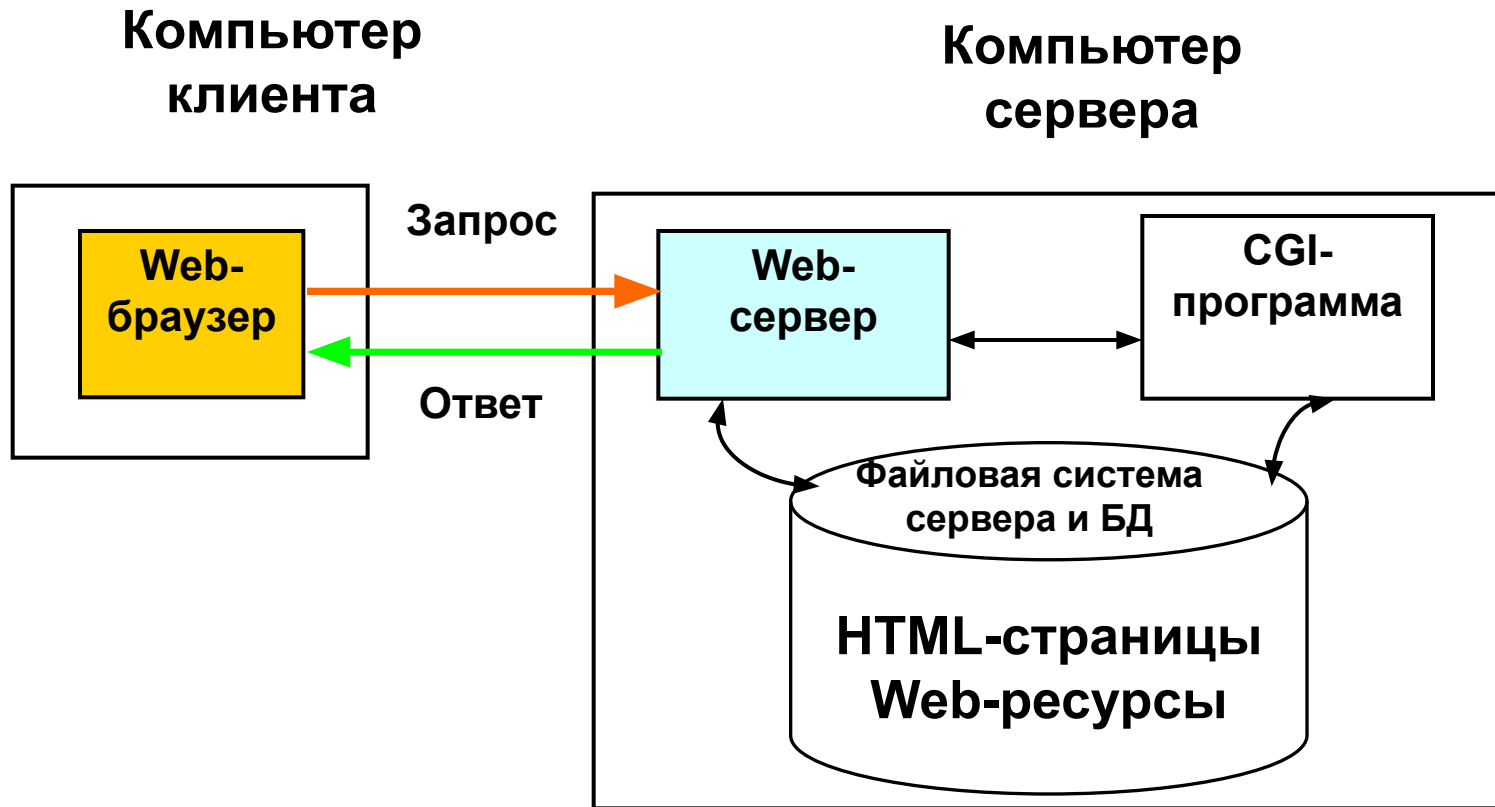 Компьютер
клиента
Компьютер
сервера
Запрос
Web-
браузер
Web-
сервер
CGI-
программа
Ответ
Файловая система
сервера и БД
HTML-страницы
Web-ресурсы